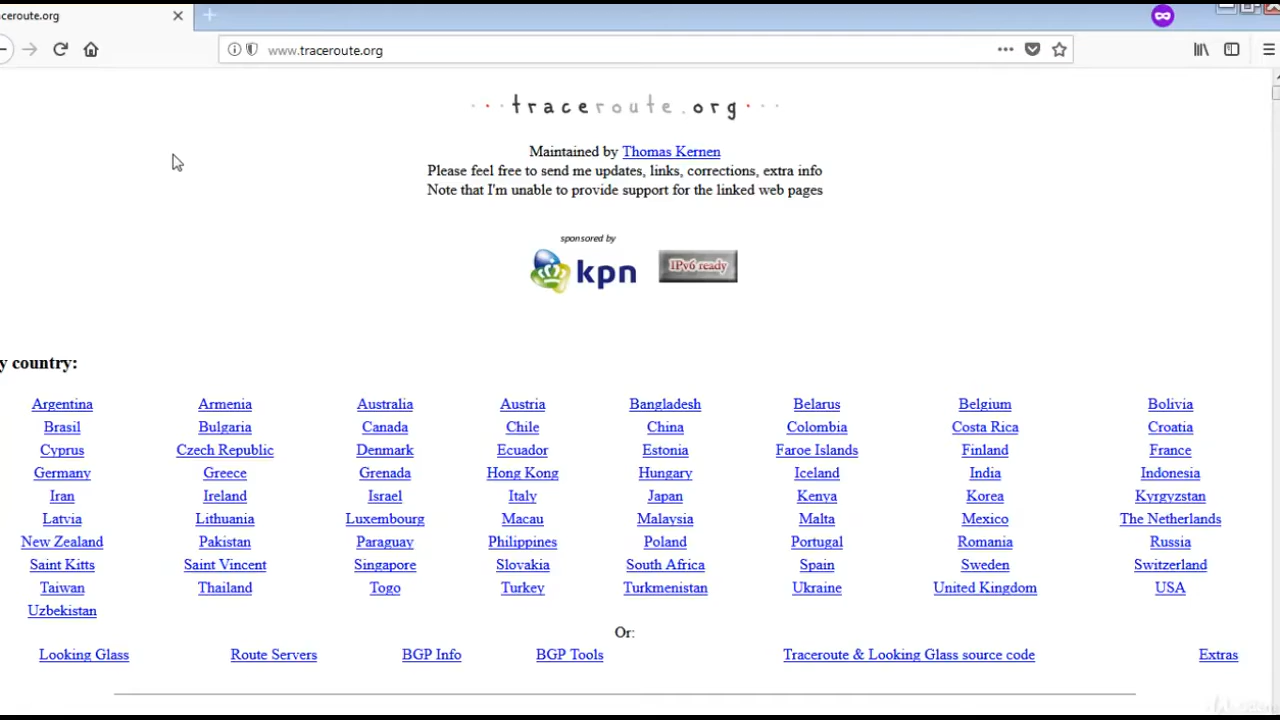 ceroute.org
www.traceroute.org
traceroute.org
Maintained by Thomas Kernen
Please feel free to send me updates, links, corrections, extra info
Note that I'm unable to provide support for the linked web pages
sponsored by
kpn IPv6 ready
y country:
Argentina Armenia Australia Austria Bangladesh Belarus Belgium Bolivia
Brasil Bulgaria Canada Chile China Colombia Costa Rica Croatia
Cyprus Czech Republic Denmark Ecuador Estonia Faroe Islands Finland France
Germany Greece Grenada Hong Kong Hungary Iceland India Indonesia
Iran Ireland Israel Italy Japan Kenya Korea Kyrgyzstan
Latvia Lithuania Luxembourg Macau Malaysia Malta Mexico The Netherlands
New Zealand Pakistan Paraguay Philippines Poland Portugal Romania Russia
Saint Kitts Saint Vincent Singapore Slovakia South Africa Spain Sweden Switzerland
Taiwan Thailand Togo Turkey Turkmenistan Ukraine United Kingdom USA
Uzbekistan
Or:
Looking Glass Route Servers BGP Info BGP Tools Traceroute & Looking Glass source code Extras